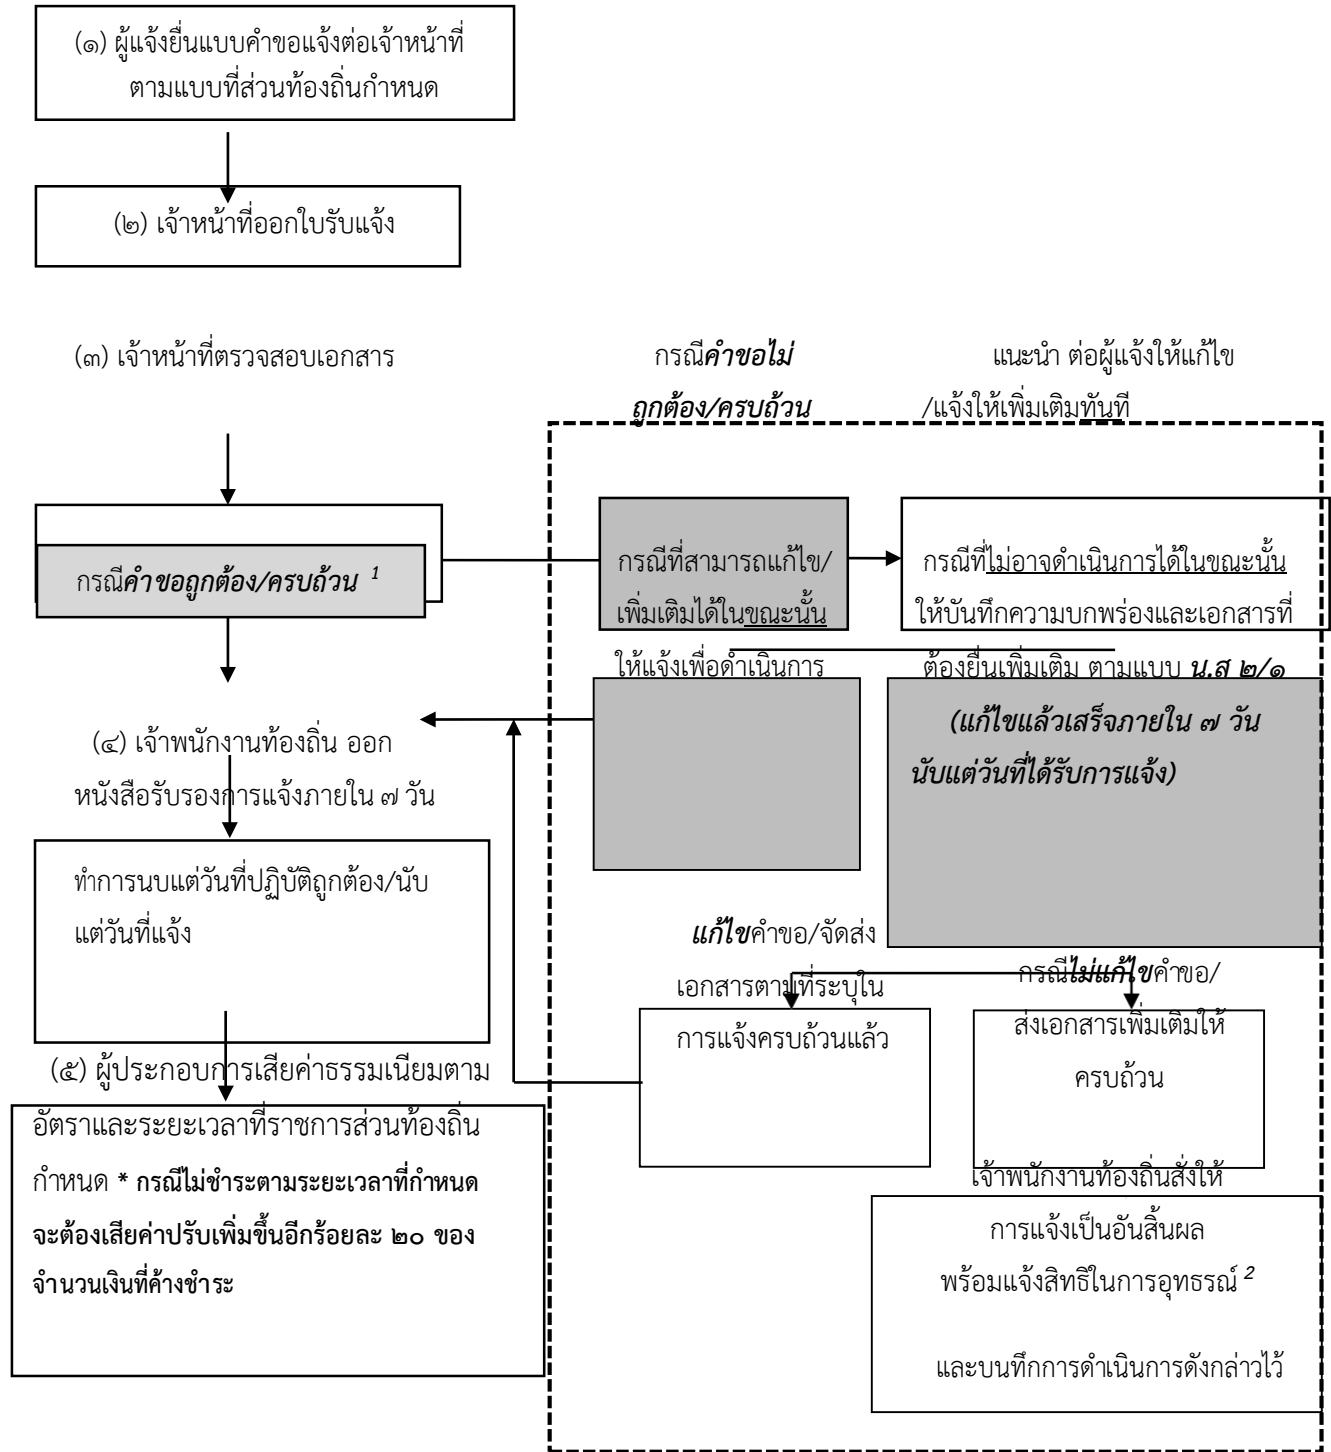 (๑) ผู้แจ้งยื่นแบบคำขอแจ้งต่อเจ้าหน้าที่
ตามแบบที่ส่วนท้องถิ่นกำหนด
(๒) เจ้าหน้าที่ออกใบรับแจ้ง
(๓) เจ้าหน้าที่ตรวจสอบเอกสาร
กรณีคำขอไม่
ถูกต้อง/ครบถ้วน
แนะนำ ต่อผู้แจ้งให้แก้ไข
/แจ้งให้เพิ่มเติมทันที
กรณีคำขอถูกต้อง/ครบถ้วน 1
กรณีที่สามารถแก้ไข/
เพิ่มเติมได้ในขณะนั้น
ให้แจ้งเพื่อดำเนินการ
กรณีที่ไม่อาจดำเนินการได้ในขณะนั้น
ให้บันทึกความบกพร่องและเอกสารที่
ต้องยื่นเพิ่มเติม ตามแบบ น.ส ๒/๑
(แก้ไขแล้วเสร็จภายใน ๗ วัน
นับแต่วันที่ได้รับการแจ้ง)
(๔) เจ้าพนักงานท้องถิ่น ออก
หนังสือรับรองการแจ้งภายใน ๗ วัน
ทำการนบแต่วันที่ปฏิบัติถูกต้อง/นับ
แต่วันที่แจ้ง
แก้ไขคำขอ/จัดส่ง
เอกสารตามที่ระบุใน
การแจ้งครบถ้วนแล้ว
กรณีไม่แก้ไขคำขอ/
ส่งเอกสารเพิ่มเติมให้
ครบถ้วน
(๕) ผู้ประกอบการเสียค่าธรรมเนียมตาม
อัตราและระยะเวลาที่ราชการส่วนท้องถิ่น
กำหนด * กรณีไม่ชำระตามระยะเวลาที่กำหนด
จะต้องเสียค่าปรับเพิ่มขึ้นอีกร้อยละ ๒๐ ของ
จำนวนเงินที่ค้างชำระ
เจ้าพนักงานท้องถิ่นสั่งให้
การแจ้งเป็นอันสิ้นผล
พร้อมแจ้งสิทธิในการอุทธรณ์ 2
และบนทึกการดำเนินการดังกล่าวไว้